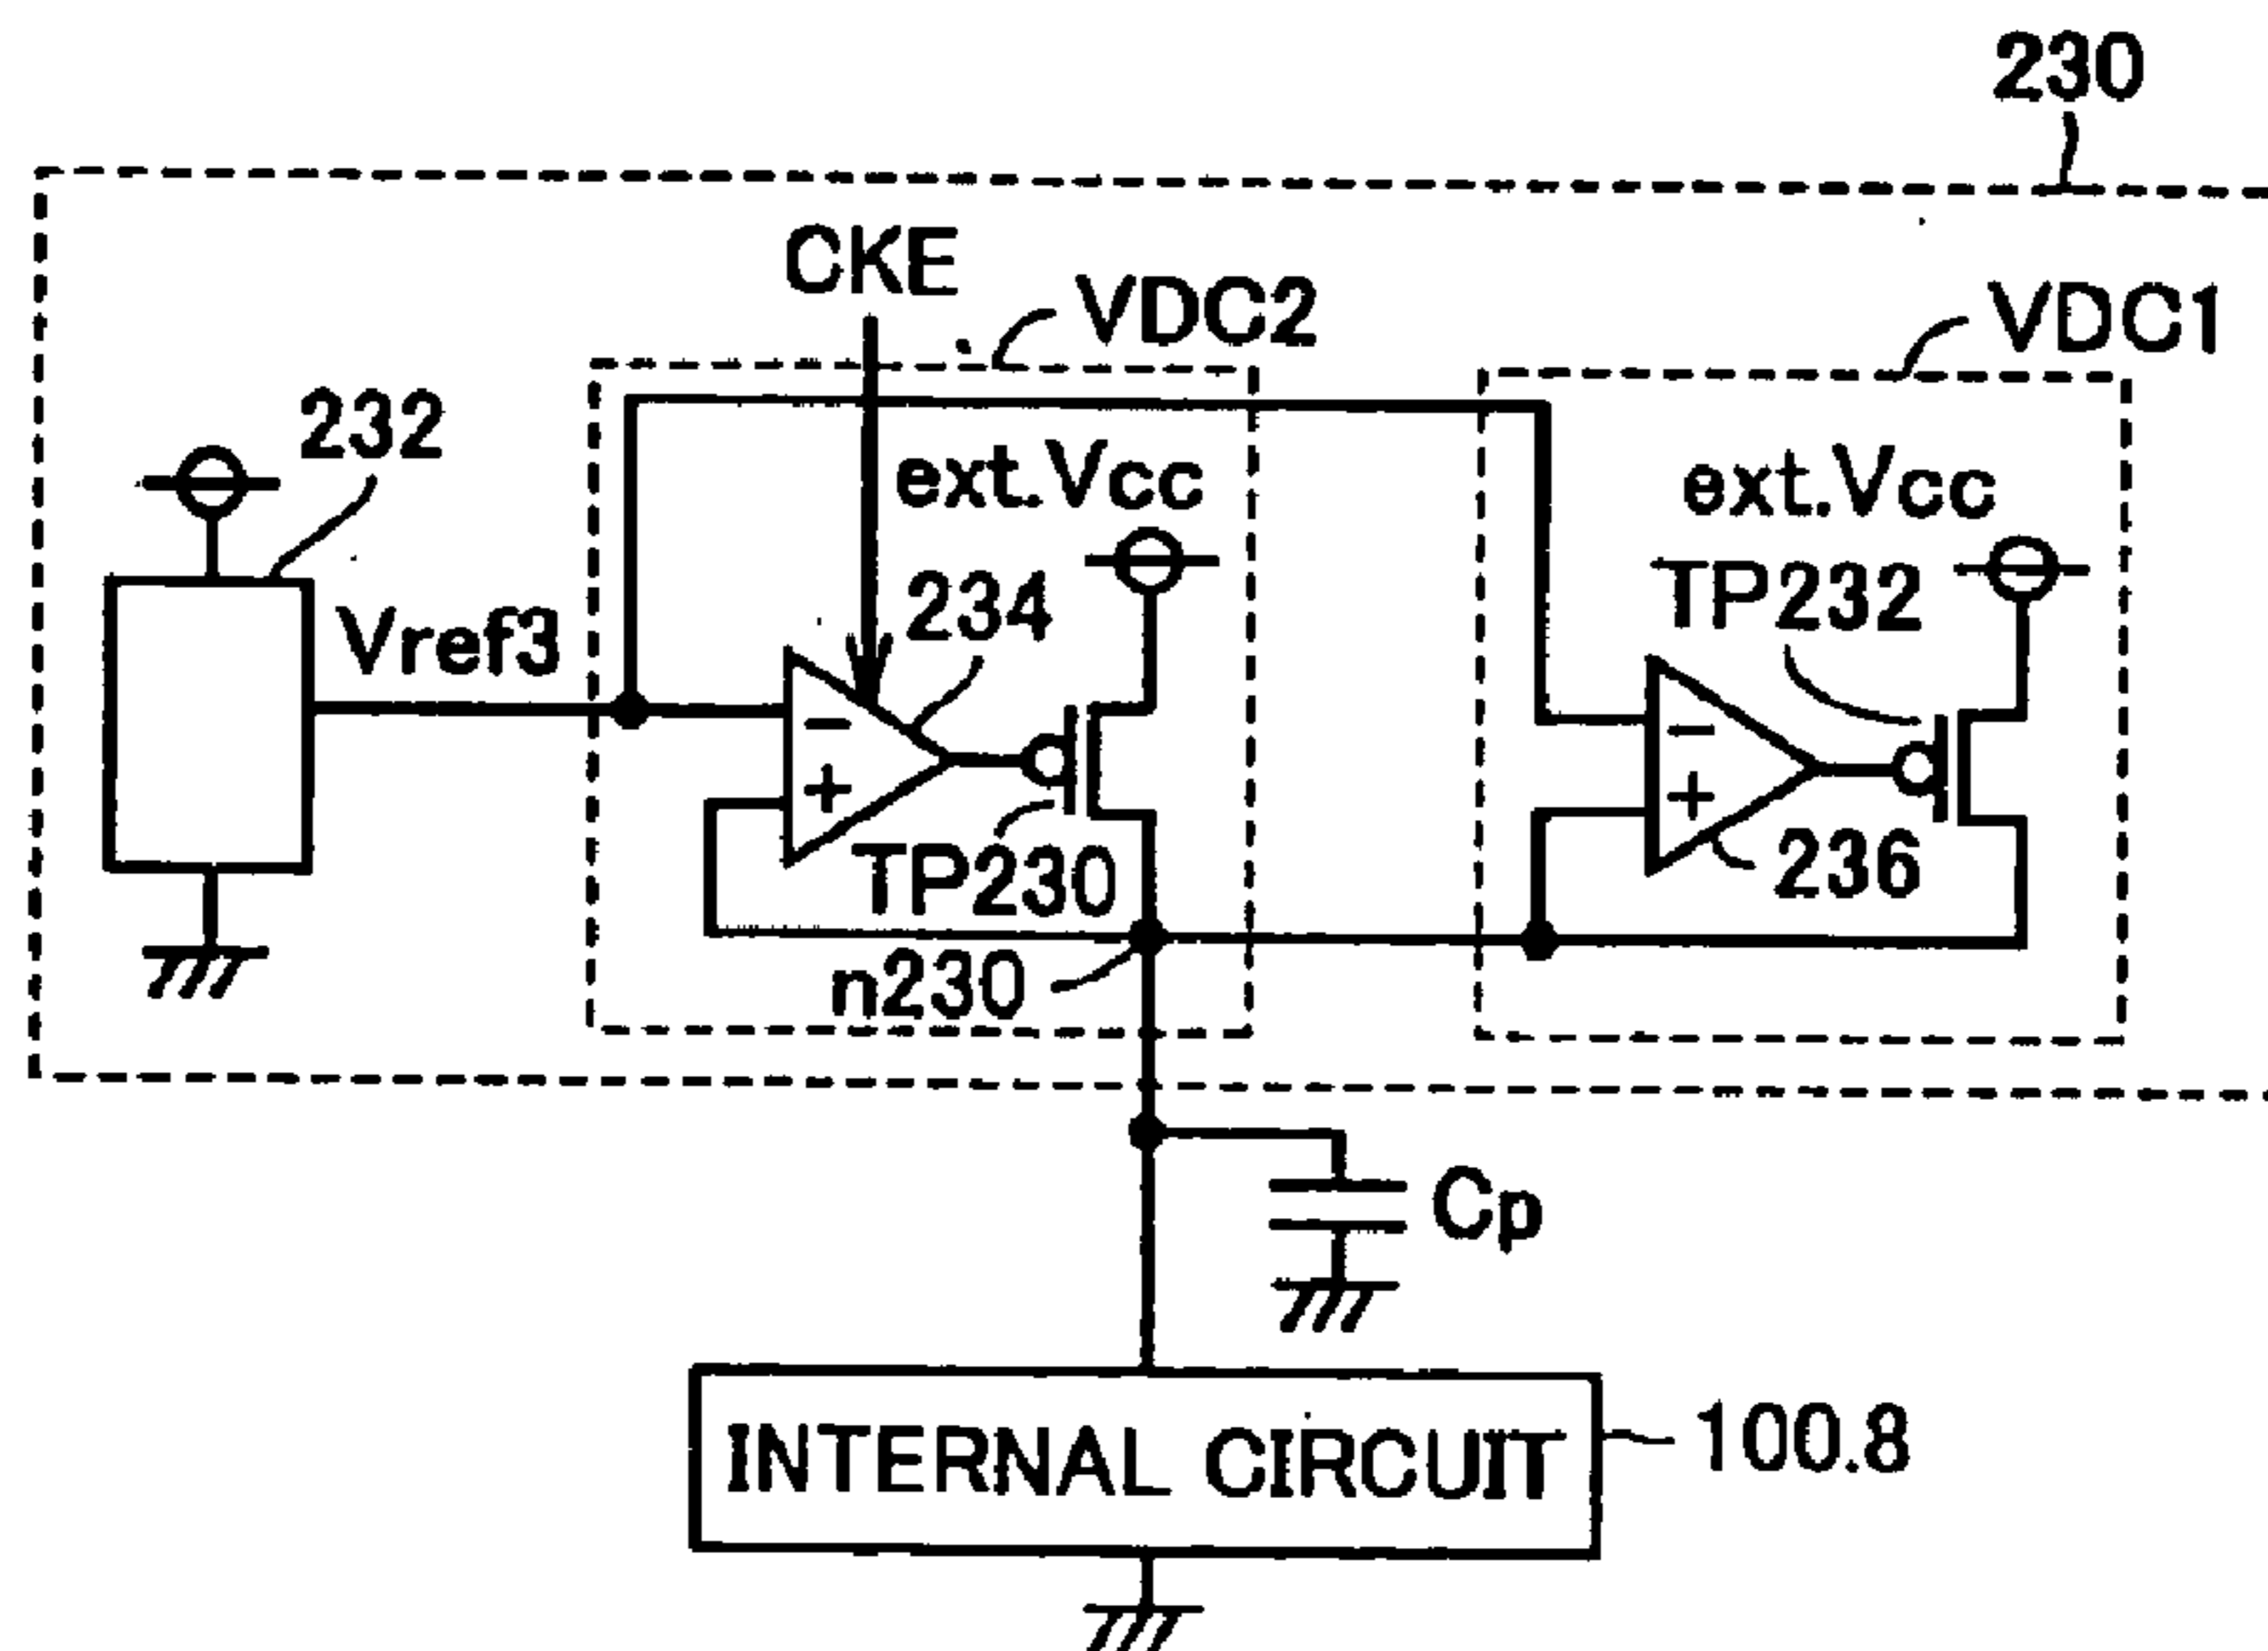 230
CKE
VDC2
VDC1
232
ext.Vcc
ext.Vcc
Vref3
234
TP232
−
+
−
+
TP230
236
n230
Cp
INTERNAL CIRCUIT
100.8